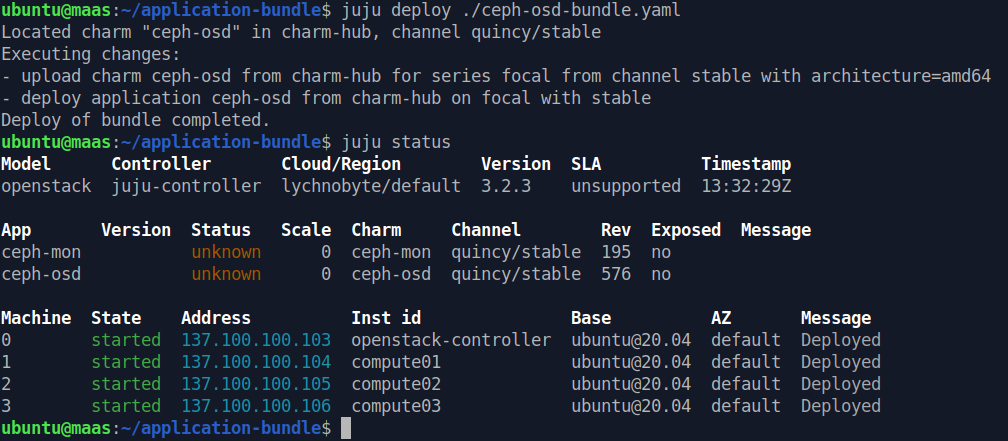 ubuntu@maas:~/application-bundle$ juju deploy ./ceph-osd-bundle.yaml
Located charm "ceph-osd" in charm-hub, channel quincy/stable
Executing changes:
- upload charm ceph-osd from charm-hub for series focal from channel stable with architecture=amd64
- deploy application ceph-osd from charm-hub on focal with stable
Deploy of bundle completed.
ubuntu@maas:~/application-bundle$ juju status
Model      Controller       Cloud/Region        Version  SLA          Timestamp
openstack  juju-controller  lychnobyte/default  3.2.3    unsupported  13:32:29Z

App       Version  Status   Scale  Charm     Channel        Rev  Exposed  Message
ceph-mon           unknown      0  ceph-mon  quincy/stable  195  no
ceph-osd           unknown      0  ceph-osd  quincy/stable  576  no

Machine  State    Address          Inst id               Base          AZ       Message
0        started  137.100.100.103  openstack-controller  ubuntu@20.04  default  Deployed
1        started  137.100.100.104  compute01             ubuntu@20.04  default  Deployed
2        started  137.100.100.105  compute02             ubuntu@20.04  default  Deployed
3        started  137.100.100.106  compute03             ubuntu@20.04  default  Deployed
ubuntu@maas:~/application-bundle$